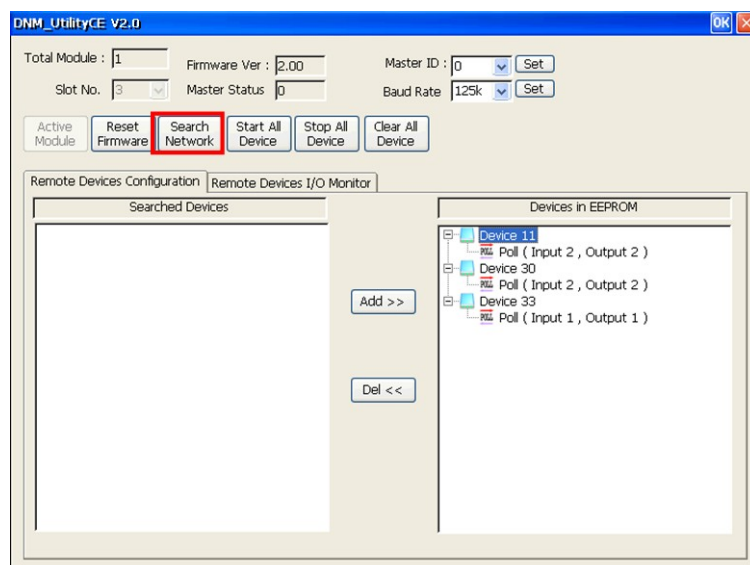 DNM_UtilityCE V2.0 OK
Total Module : 1 Firmware Ver : 2.00 Master ID : 0 Set
Slot No. 3 Master Status 0 Baud Rate 125k Set
Active Module Reset Firmware Search Network Start All Device Stop All Device Clear All Device
Remote Devices Configuration Remote Devices I/O Monitor
Searched Devices Devices in EEPROM
Device 11
POLL Poll ( Input 2 , Output 2 )
Device 30
POLL Poll ( Input 2 , Output 2 )
Device 33
POLL Poll ( Input 1 , Output 1 )
Add >>
Del <<